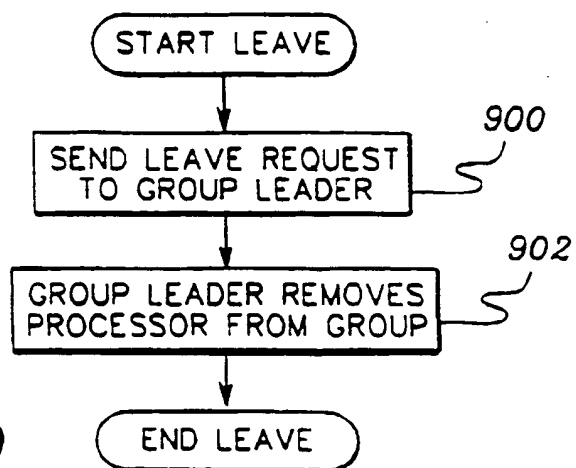 START LEAVE
900
SEND LEAVE REQUEST
TO GROUP LEADER
902
GROUP LEADER REMOVES
PROCESSOR FROM GROUP
END LEAVE